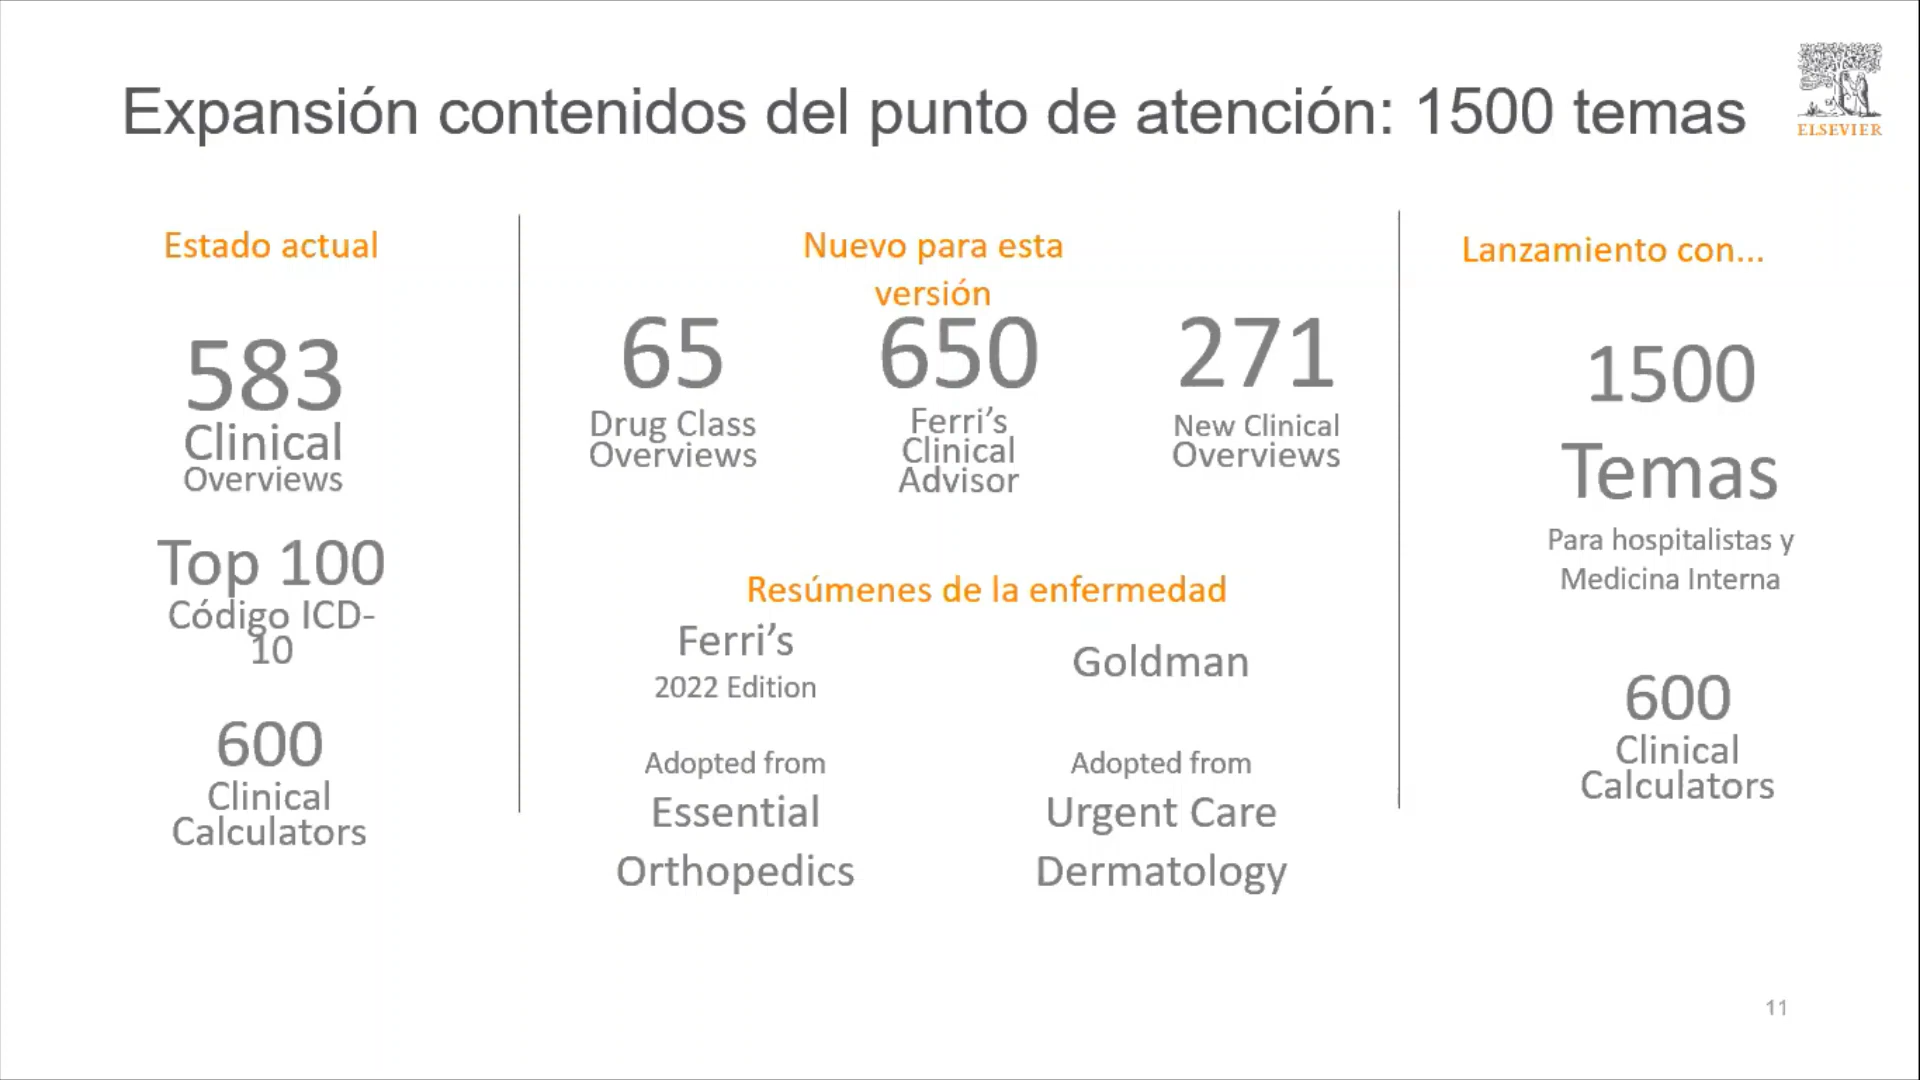 Expansión contenidos del punto de atención: 1500 temas
ELSEVIER
Estado actual
583
Clinical
Overviews
Top 100
Código ICD-
10
600
Clinical
Calculators
Nuevo para esta
versión
65
Drug Class
Overviews
650
Ferri’s
Clinical
Advisor
271
New Clinical
Overviews
Resúmenes de la enfermedad
Ferri’s
2022 Edition
Goldman
Adopted from
Essential
Orthopedics
Adopted from
Urgent Care
Dermatology
Lanzamiento con...
1500
Temas
Para hospitalistas y
Medicina Interna
600
Clinical
Calculators
11